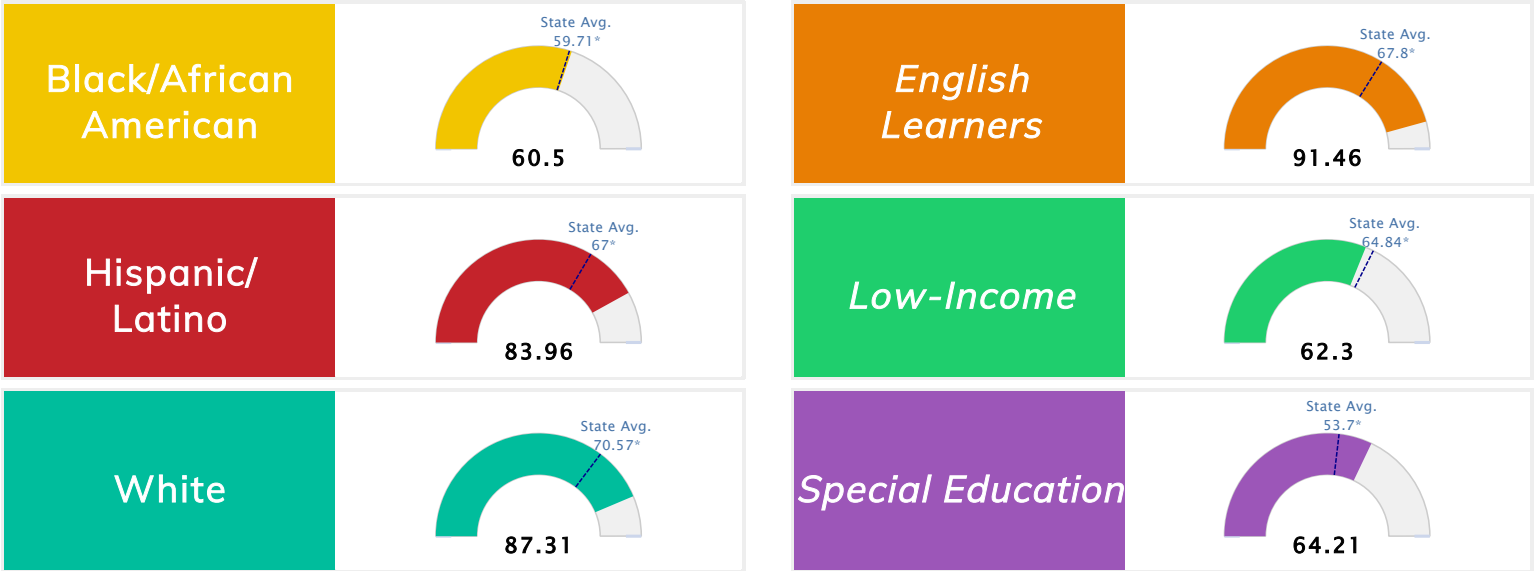 Black/African
American
State Avg.
59.71*
60.5
English
Learners
State Avg.
67.8*
91.46
Hispanic/
Latino
State Avg.
67*
83.96
Low-Income
State Avg.
64.84*
62.3
White
State Avg.
70.57*
87.31
Special Education
State Avg.
53.7*
64.21